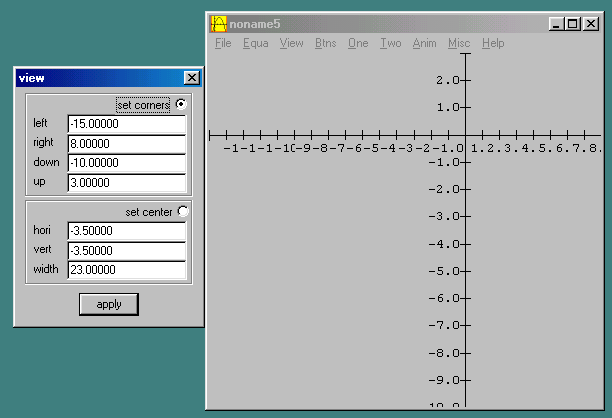 noname5
File Equa View Btns One Two Anim Misc Help
view
set corners
left -15.00000
right 8.00000
down -10.00000
up 3.00000
set center
hori -3.50000
vert -3.50000
width 23.00000
apply
2.0
1.0
-1-1-1-10-9.-8.-7.-6.-5.-4.-3.-2.-1.0 1.2.3.4.5.6.7.8.
-1.0
-2.0
-3.0
-4.0
-5.0
-6.0
-7.0
-8.0
-9.0